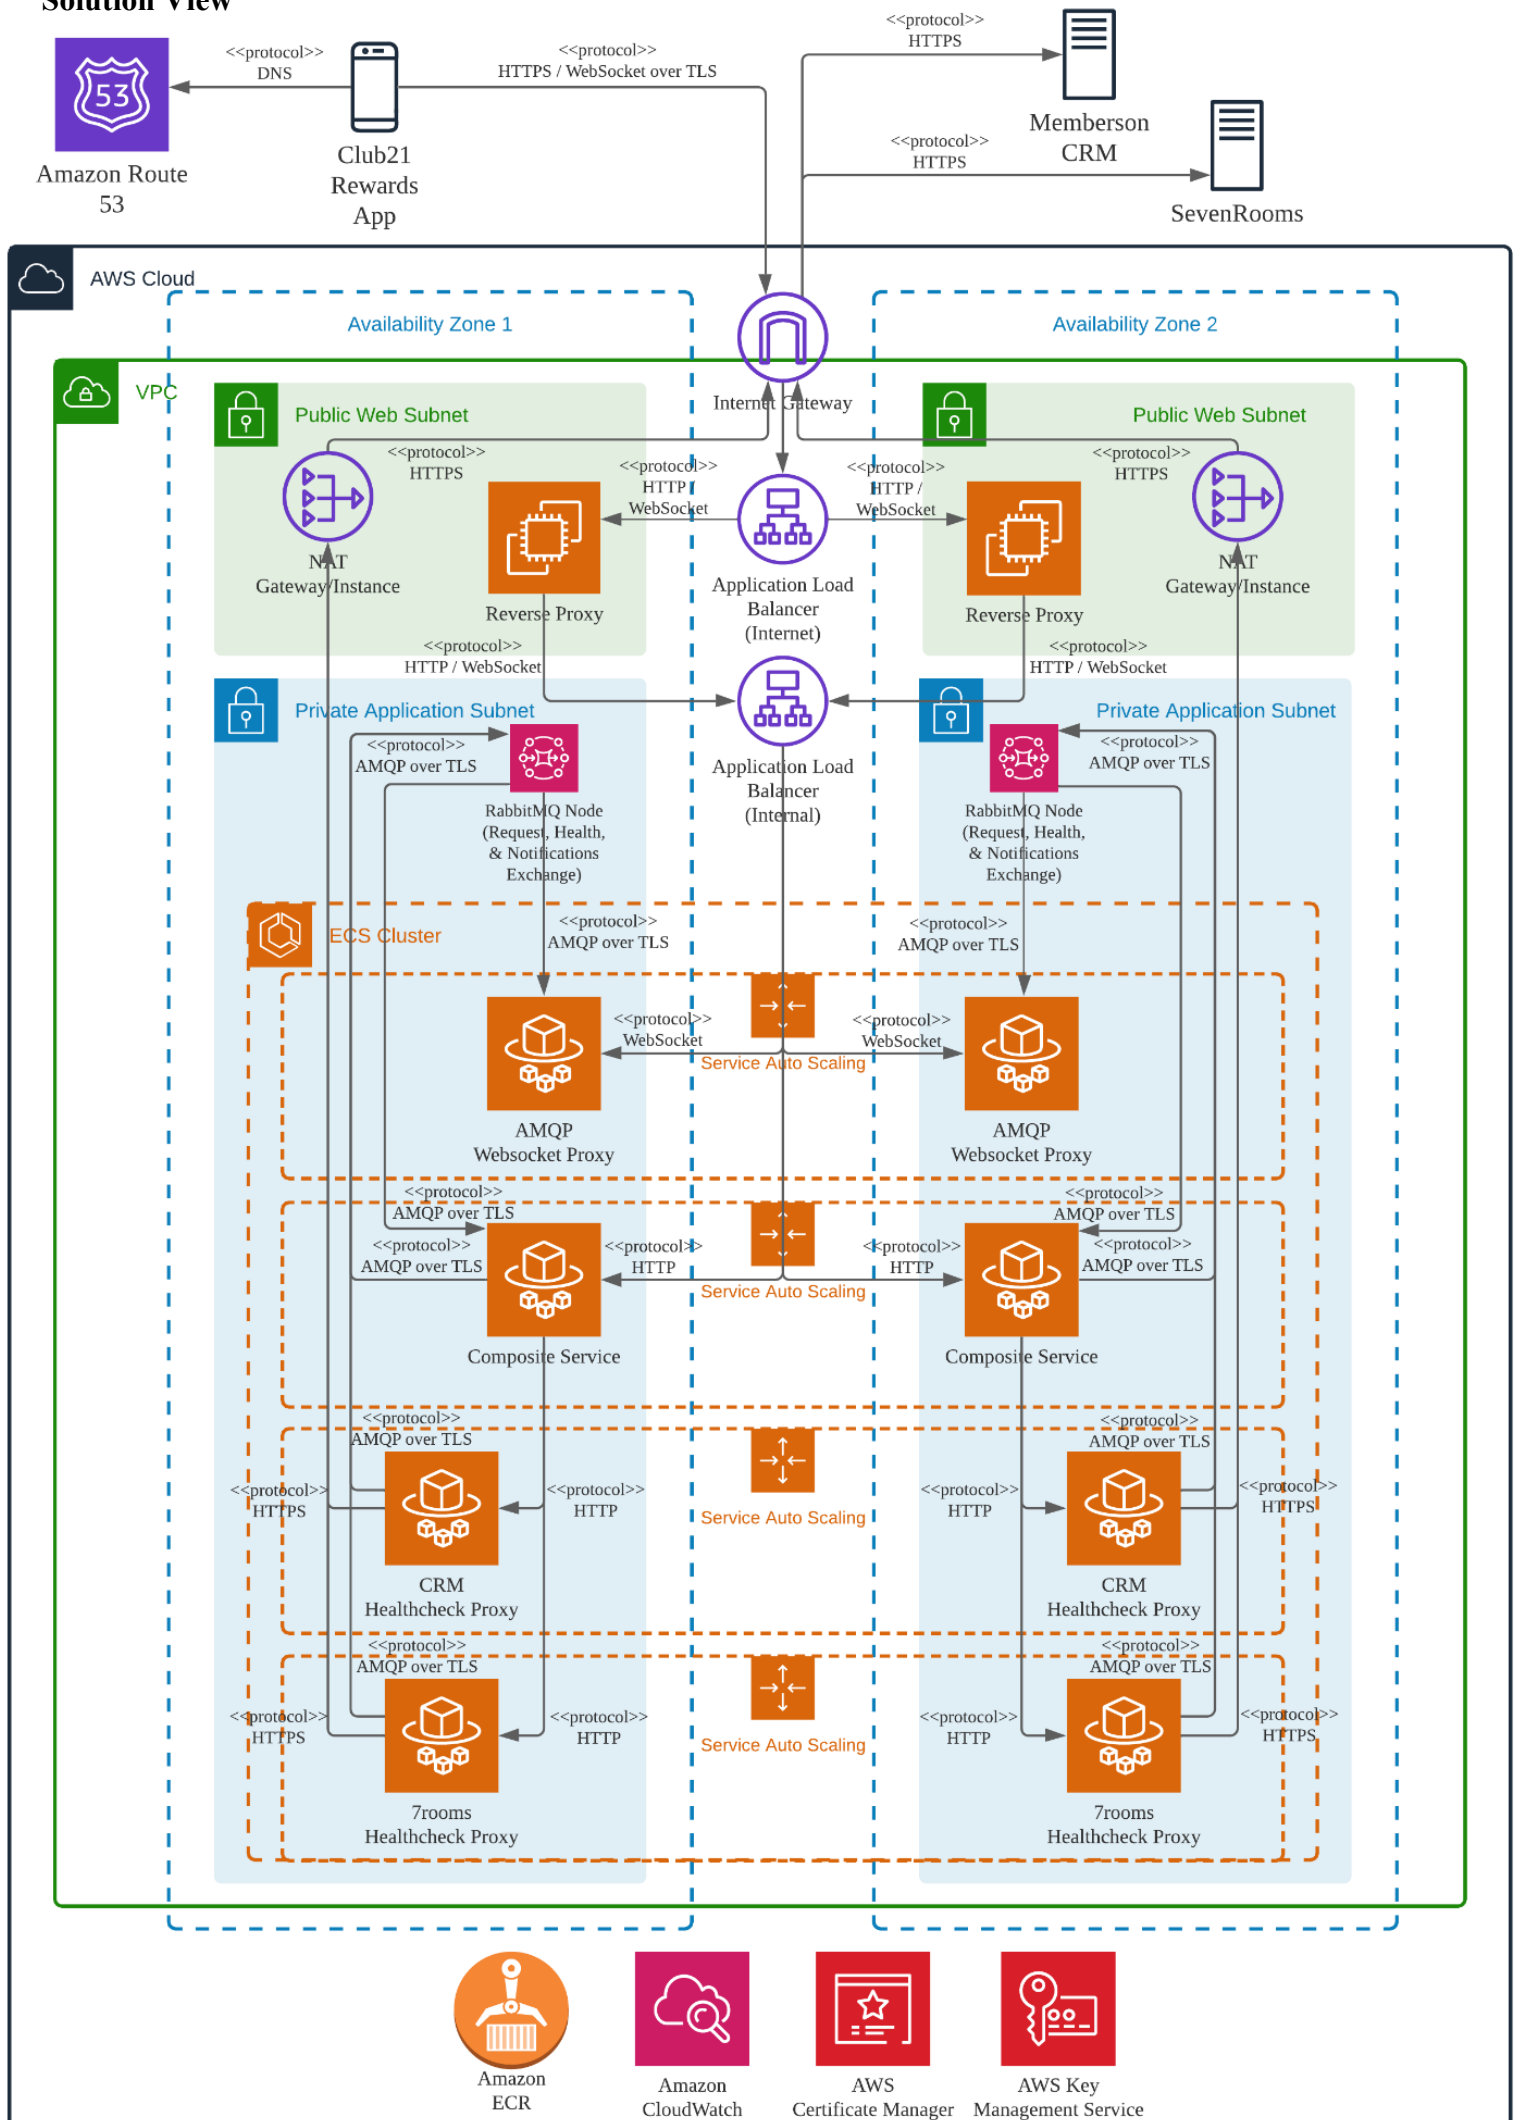 Solution View
<<protocol>>
DNS
<<protocol>>
HTTPS / WebSocket over TLS
<<protocol>>
HTTPS
<<protocol>>
HTTPS
Amazon Route
53
Club21
Rewards
App
Memberson
CRM
SevenRooms
53
AWS Cloud
Availability Zone 1
Availability Zone 2
VPC
Internet Gateway
Public Web Subnet
Public Web Subnet
<<protocol>>
HTTPS
<<protocol>>
HTTP /
WebSocket
<<protocol>>
HTTP /
WebSocket
<<protocol>>
HTTPS
NAT
Gateway/Instance
Reverse Proxy
Application Load
Balancer
(Internet)
Reverse Proxy
NAT
Gateway/Instance
<<protocol>>
HTTP / WebSocket
<<protocol>>
HTTP / WebSocket
Private Application Subnet
Private Application Subnet
<<protocol>>
AMQP over TLS
<<protocol>>
AMQP over TLS
Application Load
Balancer
(Internal)
RabbitMQ Node
(Request, Health,
& Notifications
Exchange)
RabbitMQ Node
(Request, Health,
& Notifications
Exchange)
ECS Cluster
<<protocol>>
AMQP over TLS
<<protocol>>
AMQP over TLS
<<protocol>>
WebSocket
<<protocol>>
WebSocket
Service Auto Scaling
AMQP
Websocket Proxy
AMQP
Websocket Proxy
<<protocol>>
AMQP over TLS
<<protocol>>
AMQP over TLS
<<protocol>>
AMQP over TLS
<<protocol>>
HTTP
<<protocol>>
HTTP
<<protocol>>
AMQP over TLS
Service Auto Scaling
Composite Service
Composite Service
<<protocol>>
AMQP over TLS
<<protocol>>
AMQP over TLS
<<protocol>>
HTTPS
<<protocol>>
HTTP
<<protocol>>
HTTP
<<protocol>>
HTTPS
Service Auto Scaling
CRM
Healthcheck Proxy
CRM
Healthcheck Proxy
<<protocol>>
AMQP over TLS
<<protocol>>
AMQP over TLS
<<protocol>>
HTTPS
<<protocol>>
HTTP
<<protocol>>
HTTP
<<protocol>>
HTTPS
Service Auto Scaling
7rooms
Healthcheck Proxy
7rooms
Healthcheck Proxy
Amazon
ECR
Amazon
CloudWatch
AWS
Certificate Manager
AWS Key
Management Service